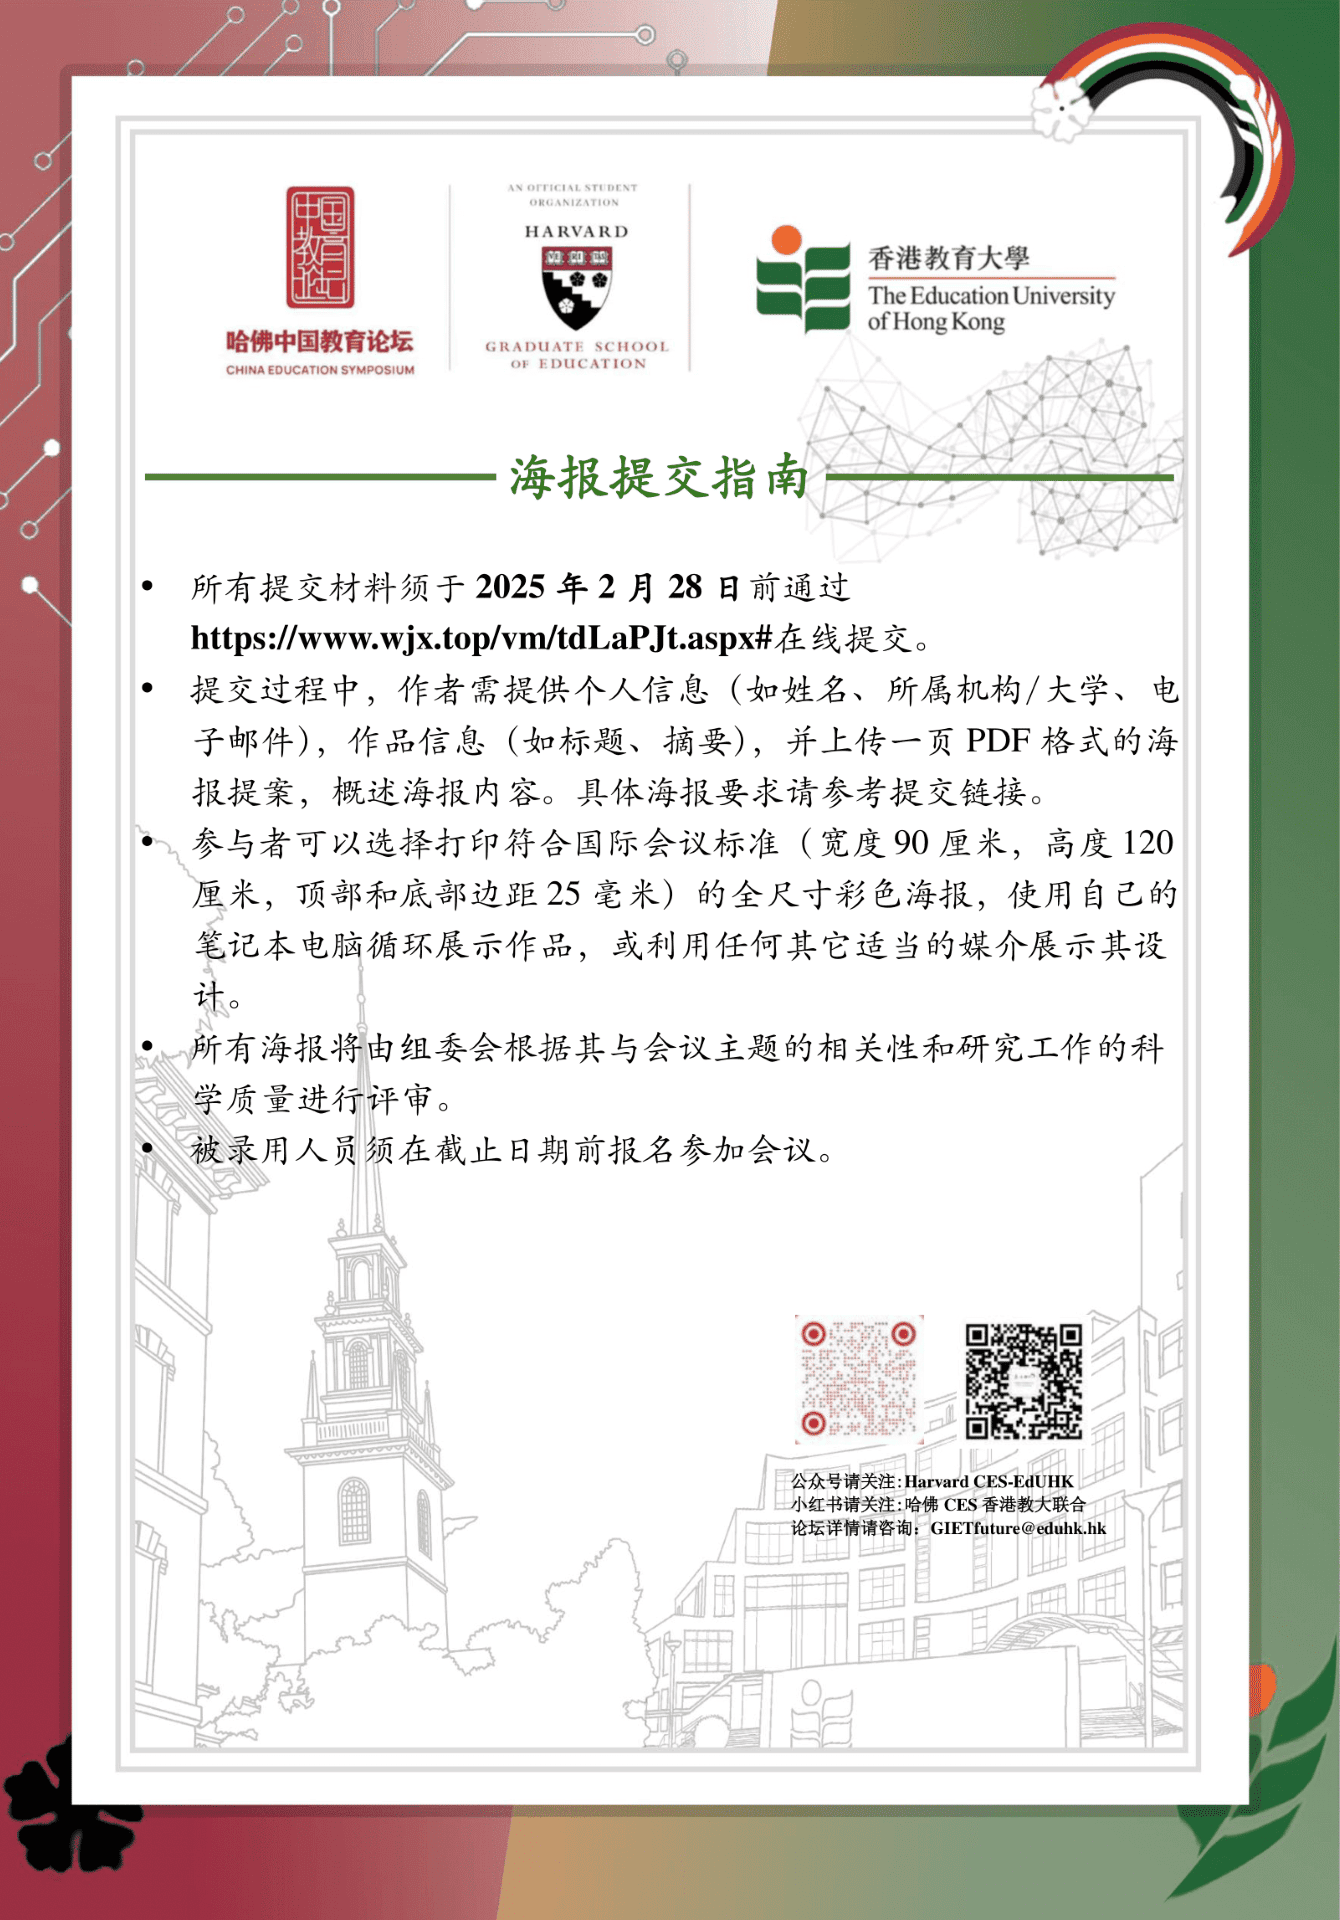 中国教育论坛
哈佛中国教育论坛
CHINA EDUCATION SYMPOSIUM
AN OFFICIAL STUDENT
ORGANIZATION
HARVARD
GRADUATE SCHOOL
OF EDUCATION
香港教育大學
The Education University
of Hong Kong
海报提交指南
• 所有提交材料须于 2025 年 2 月 28 日前通过
https://www.wjx.top/vm/tdLaPJt.aspx#在线提交。
• 提交过程中，作者需提供个人信息（如姓名、所属机构/大学、电
子邮件），作品信息（如标题、摘要），并上传一页 PDF 格式的海
报提案，概述海报内容。具体海报要求请参考提交链接。
• 参与者可以选择打印符合国际会议标准（宽度 90 厘米，高度 120
厘米，顶部和底部边距 25 毫米）的全尺寸彩色海报，使用自己的
笔记本电脑循环展示作品，或利用任何其它适当的媒介展示其设
计。
• 所有海报将由组委会根据其与会议主题的相关性和研究工作的科
学质量进行评审。
• 被录用人员须在截止日期前报名参加会议。
公众号请关注：Harvard CES-EdUHK
小红书请关注：哈佛 CES 香港教大联合
论坛详情请咨询：GIETfuture@eduhk.hk